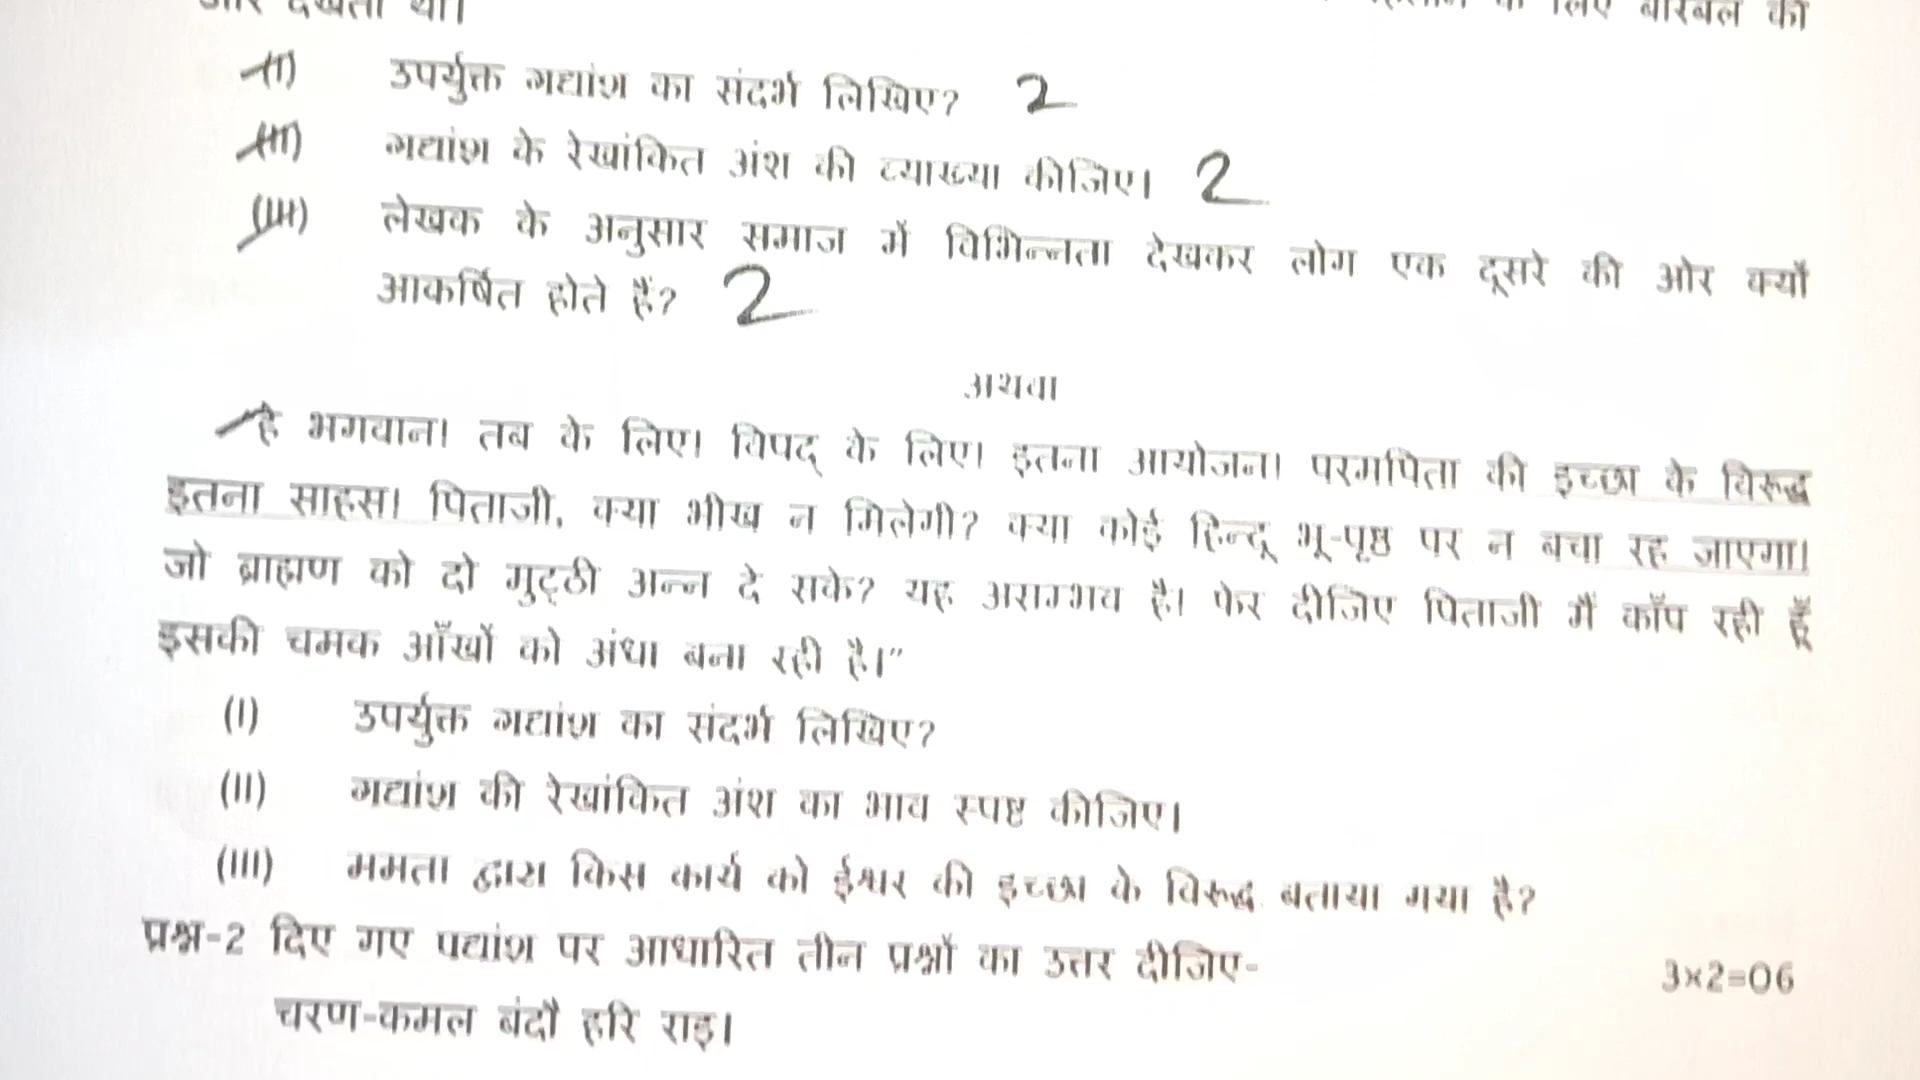 और देखता था। के लिए बीरबल की
(I) उपर्युक्त गद्यांश का संदर्भ लिखिए? 2
(II) गद्यांश के रेखांकित अंश की व्याख्या कीजिए। 2
(III) लेखक के अनुसार समाज में विभिन्नता देखकर लोग एक दूसरे की ओर क्यों
आकर्षित होते हैं? 2
अथवा
हे भगवान। तब के लिए। विपद् के लिए। इतना आयोजन। परमपिता की इच्छा के विरूद्ध
इतना साहस। पिताजी, क्या भीख न मिलेगी? क्या कोई हिन्दू भू-पृष्ठ पर न बचा रह जाएगा।
जो ब्राह्मण को दो मुट्ठी अन्न दे सके? यह असम्भव है। फेर दीजिए पिताजी मैं काँप रही हूँ
इसकी चमक आँखों को अंधा बना रही है।”
(I) उपर्युक्त गद्यांश का संदर्भ लिखिए?
(II) गद्यांश की रेखांकित अंश का भाव स्पष्ट कीजिए।
(III) ममता द्वारा किस कार्य को ईश्वर की इच्छा के विरूद्ध बताया गया है?
प्रश्न-2 दिए गए पद्यांश पर आधारित तीन प्रश्नों का उत्तर दीजिए- 3×2=06
चरण-कमल बंदौ हरि राइ।